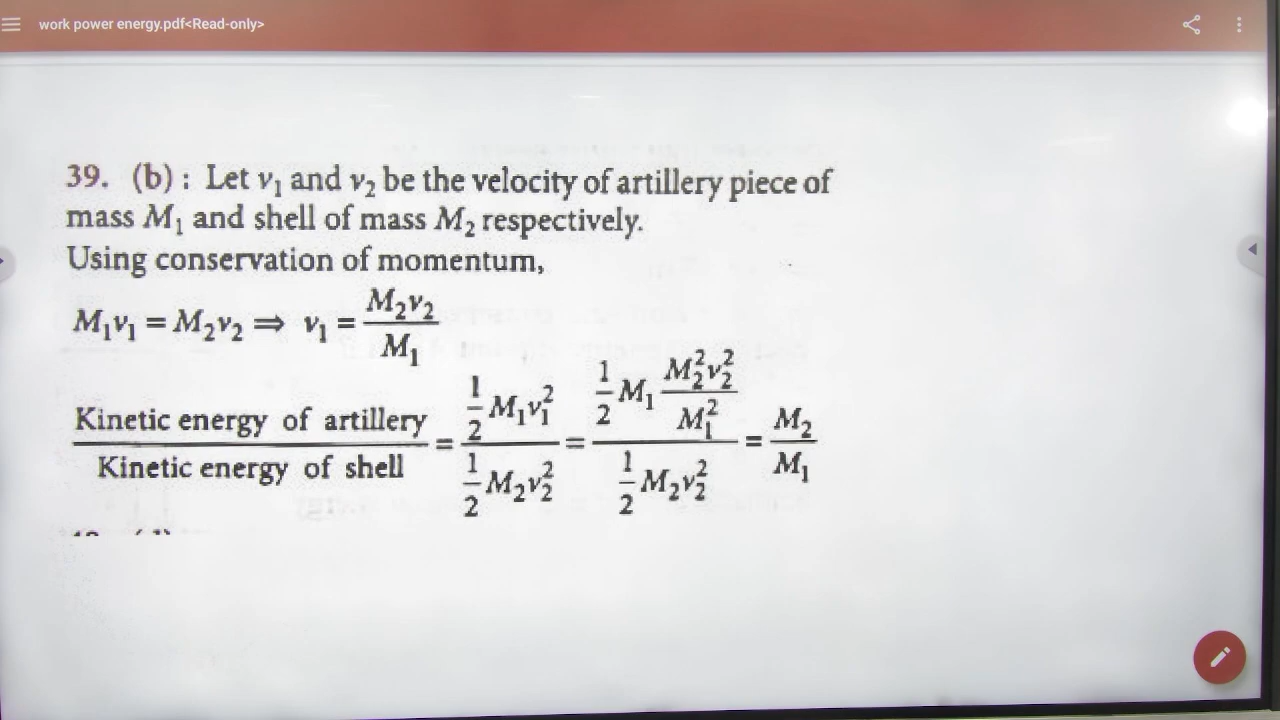 work power energy.pdf<Read-only>
39. (b) : Let v₁ and v₂ be the velocity of artillery piece of
mass M₁ and shell of mass M₂ respectively.
Using conservation of momentum,
M₁v₁ = M₂v₂ ⇒ v₁ = M₂v₂ / M₁
Kinetic energy of artillery / Kinetic energy of shell = (1/2 M₁v₁²) / (1/2 M₂v₂²) = (1/2 M₁ M₂²v₂² / M₁²) / (1/2 M₂v₂²) = M₂ / M₁